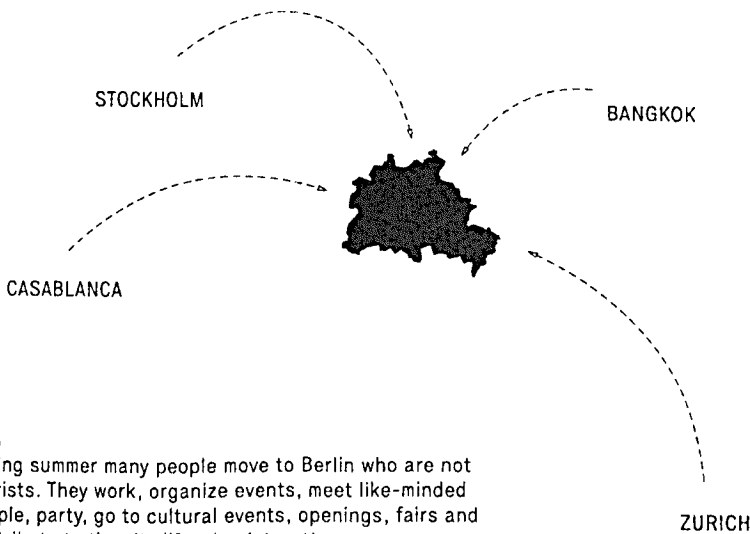 STOCKHOLM
BANGKOK
CASABLANCA
ing summer many people move to Berlin who are not
rists. They work, organize events, meet like-minded
ple, party, go to cultural events, openings, fairs and
ZURICH